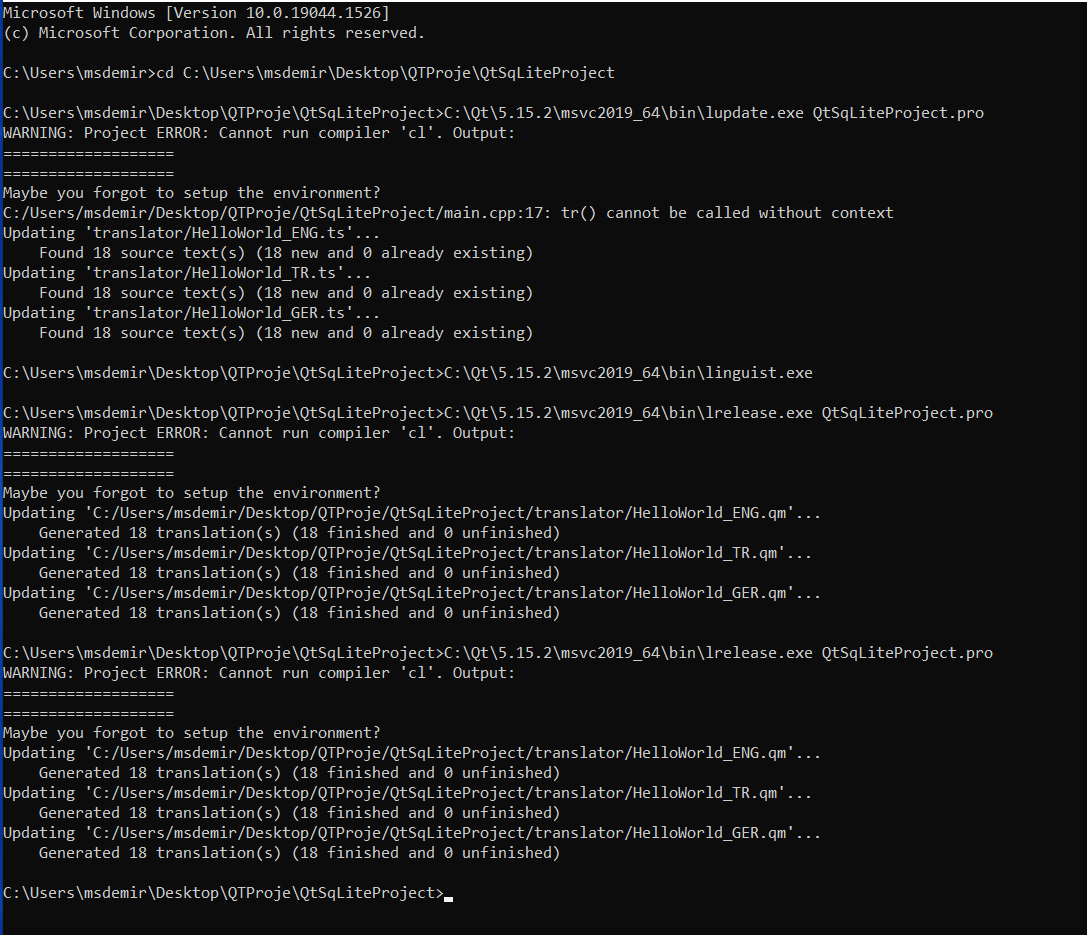 Microsoft Windows [Version 10.0.19044.1526]
(c) Microsoft Corporation. All rights reserved.
C:\Users\msdemir>cd C:\Users\msdemir\Desktop\QTProje\QtSqLiteProject
C:\Users\msdemir\Desktop\QTProje\QtSqLiteProject>C:\Qt\5.15.2\msvc2019_64\bin\lupdate.exe QtSqLiteProject.pro
WARNING: Project ERROR: Cannot run compiler 'cl'. Output:
===================
===================
Maybe you forgot to setup the environment?
C:/Users/msdemir/Desktop/QTProje/QtSqLiteProject/main.cpp:17: tr() cannot be called without context
Updating 'translator/HelloWorld_ENG.ts'...
    Found 18 source text(s) (18 new and 0 already existing)
Updating 'translator/HelloWorld_TR.ts'...
    Found 18 source text(s) (18 new and 0 already existing)
Updating 'translator/HelloWorld_GER.ts'...
    Found 18 source text(s) (18 new and 0 already existing)
C:\Users\msdemir\Desktop\QTProje\QtSqLiteProject>C:\Qt\5.15.2\msvc2019_64\bin\linguist.exe
C:\Users\msdemir\Desktop\QTProje\QtSqLiteProject>C:\Qt\5.15.2\msvc2019_64\bin\lrelease.exe QtSqLiteProject.pro
WARNING: Project ERROR: Cannot run compiler 'cl'. Output:
===================
===================
Maybe you forgot to setup the environment?
Updating 'C:/Users/msdemir/Desktop/QTProje/QtSqLiteProject/translator/HelloWorld_ENG.qm'...
    Generated 18 translation(s) (18 finished and 0 unfinished)
Updating 'C:/Users/msdemir/Desktop/QTProje/QtSqLiteProject/translator/HelloWorld_TR.qm'...
    Generated 18 translation(s) (18 finished and 0 unfinished)
Updating 'C:/Users/msdemir/Desktop/QTProje/QtSqLiteProject/translator/HelloWorld_GER.qm'...
    Generated 18 translation(s) (18 finished and 0 unfinished)
C:\Users\msdemir\Desktop\QTProje\QtSqLiteProject>C:\Qt\5.15.2\msvc2019_64\bin\lrelease.exe QtSqLiteProject.pro
WARNING: Project ERROR: Cannot run compiler 'cl'. Output:
===================
===================
Maybe you forgot to setup the environment?
Updating 'C:/Users/msdemir/Desktop/QTProje/QtSqLiteProject/translator/HelloWorld_ENG.qm'...
    Generated 18 translation(s) (18 finished and 0 unfinished)
Updating 'C:/Users/msdemir/Desktop/QTProje/QtSqLiteProject/translator/HelloWorld_TR.qm'...
    Generated 18 translation(s) (18 finished and 0 unfinished)
Updating 'C:/Users/msdemir/Desktop/QTProje/QtSqLiteProject/translator/HelloWorld_GER.qm'...
    Generated 18 translation(s) (18 finished and 0 unfinished)
C:\Users\msdemir\Desktop\QTProje\QtSqLiteProject>